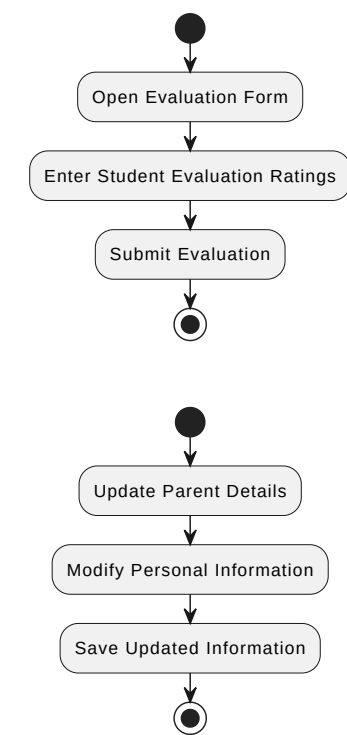 Open Evaluation Form
Enter Student Evaluation Ratings
Submit Evaluation
Update Parent Details
Modify Personal Information
Save Updated Information